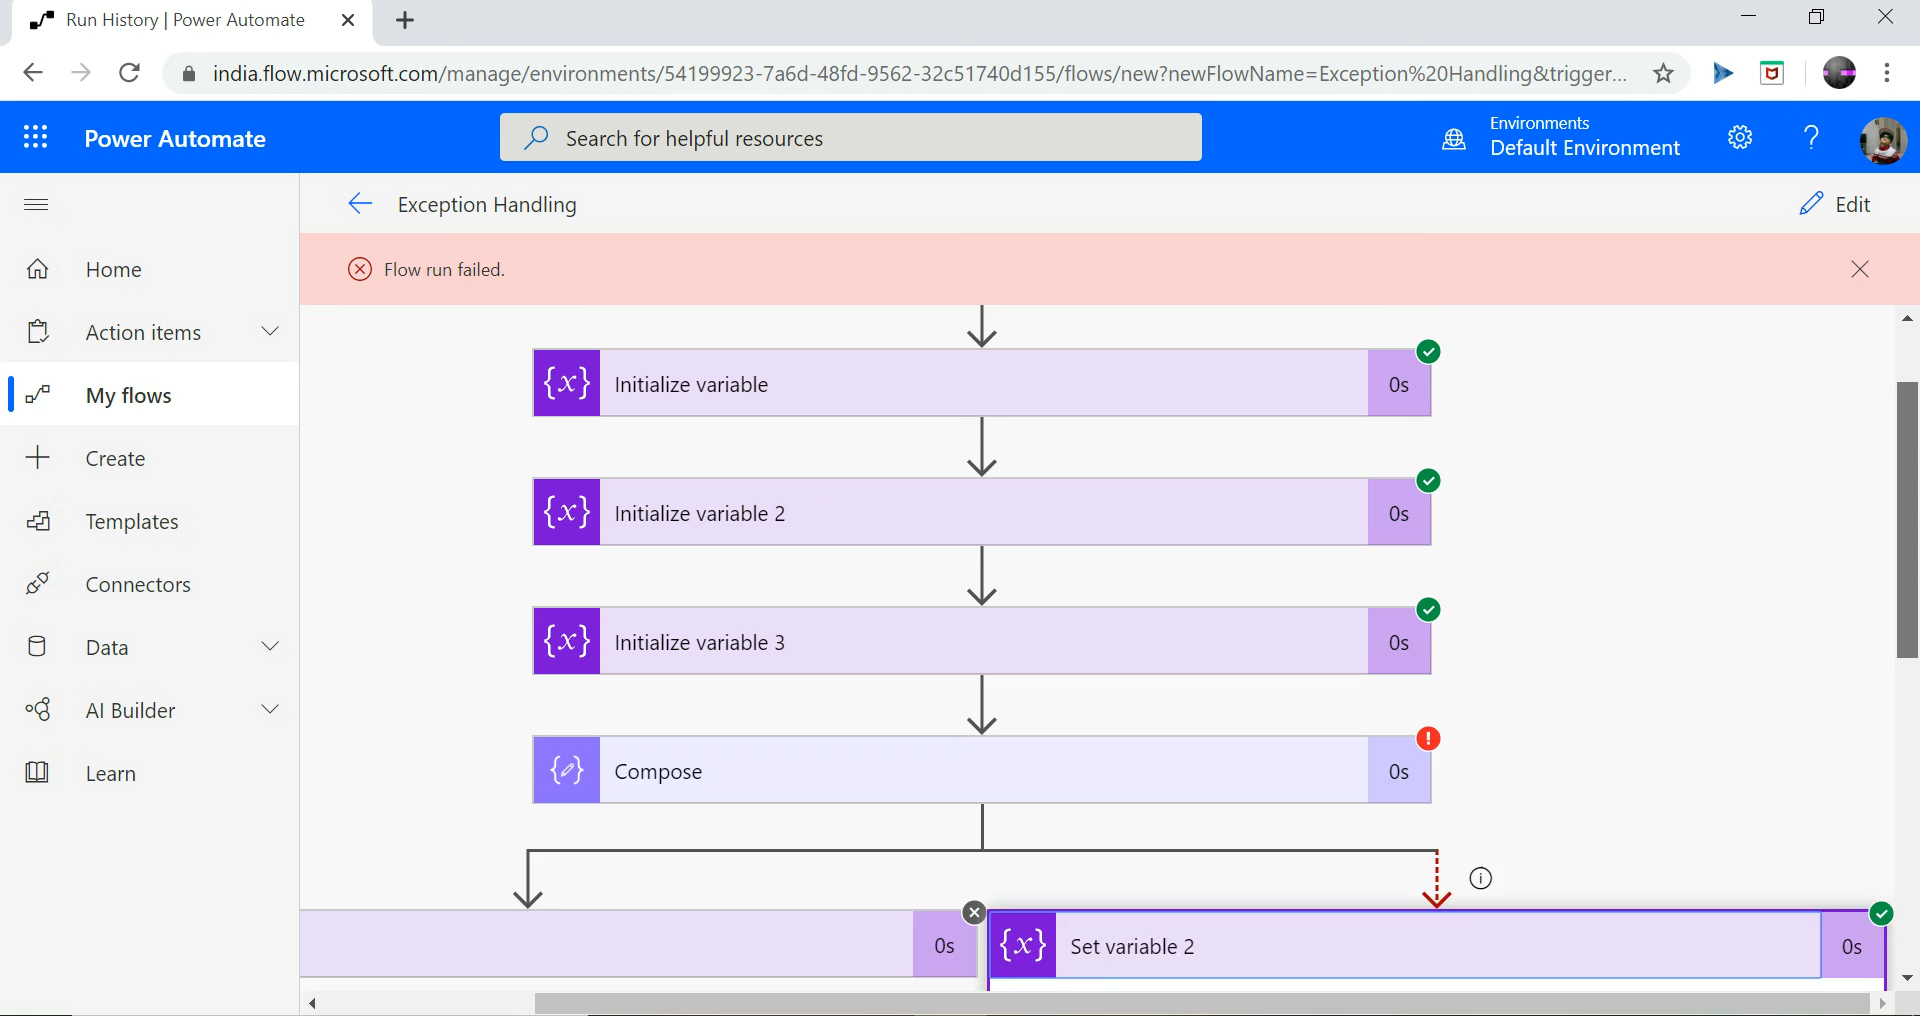 Run History | Power Automate
india.flow.microsoft.com/manage/environments/54199923-7a6d-48fd-9562-32c51740d155/flows/new?newFlowName=Exception%20Handling&trigger...
Power Automate
Search for helpful resources
Environments
Default Environment
Exception Handling
Edit
Flow run failed.
Home
Action items
My flows
Create
Templates
Connectors
Data
AI Builder
Learn
{x} Initialize variable 0s
{x} Initialize variable 2 0s
{x} Initialize variable 3 0s
Compose 0s
0s
{x} Set variable 2 0s